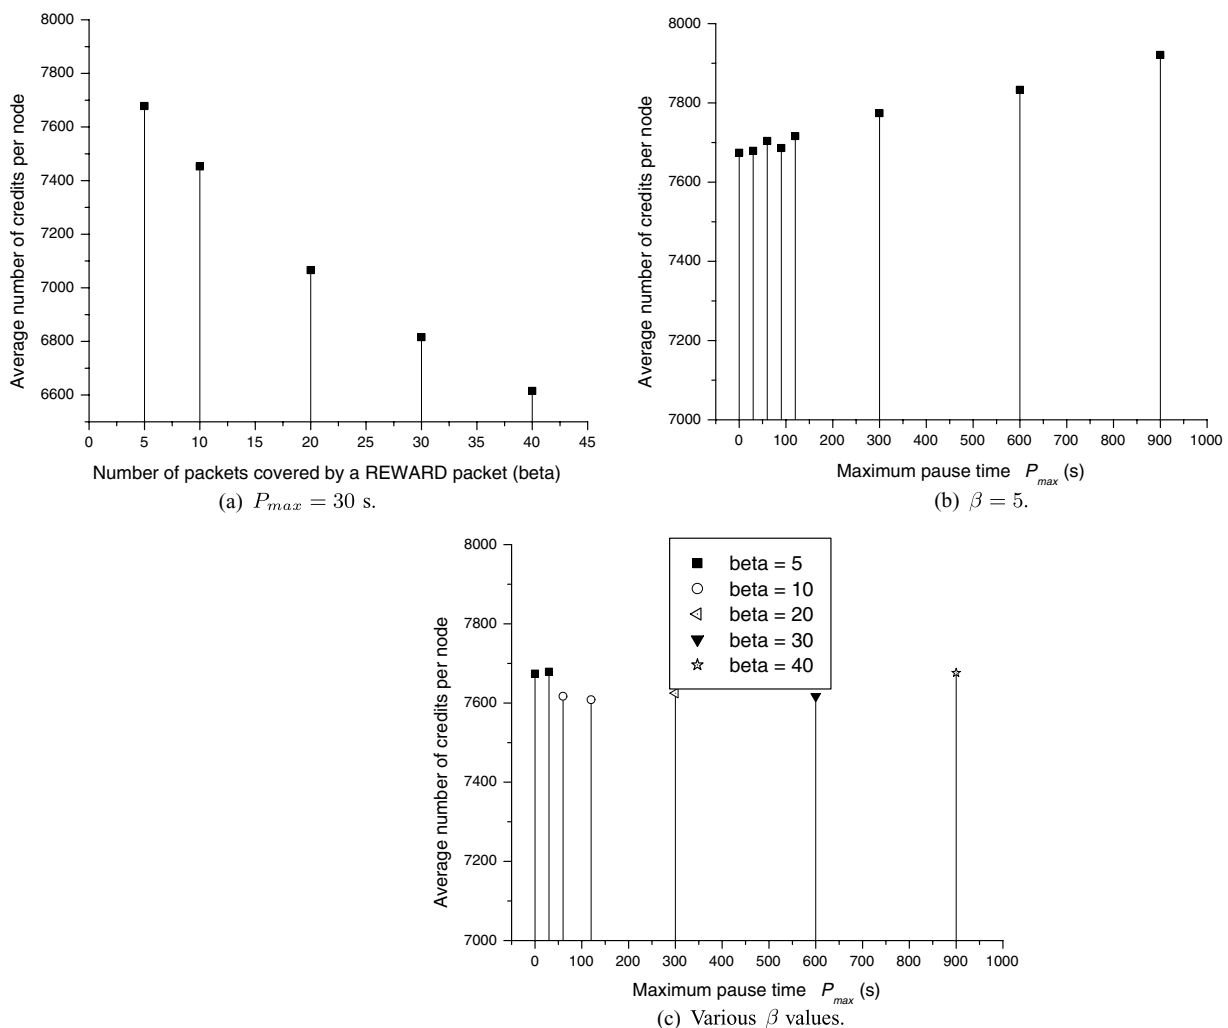 8000
7800
7600
7400
7200
7000
6800
6600
Average number of credits per node
0 5 10 15 20 25 30 35 40 45
Number of packets covered by a REWARD packet (beta)
(a) P_max = 30 s.
8000
7800
7600
7400
7200
7000
Average number of credits per node
0 100 200 300 400 500 600 700 800 900 1000
Maximum pause time P_max (s)
(b) β = 5.
8000
7800
7600
7400
7200
7000
Average number of credits per node
beta = 5
beta = 10
beta = 20
beta = 30
beta = 40
0 100 200 300 400 500 600 700 800 900 1000
Maximum pause time P_max (s)
(c) Various β values.